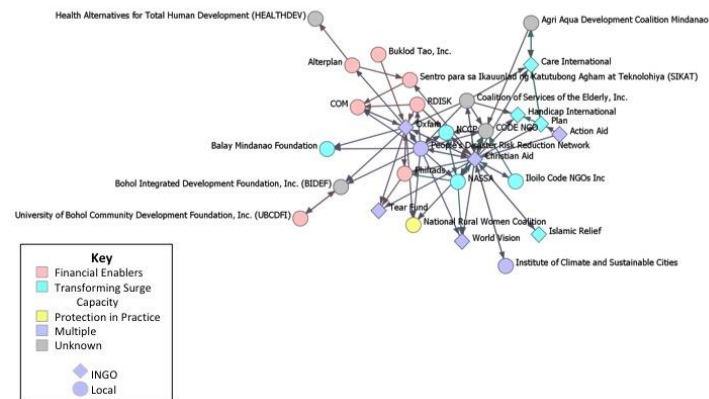 Health Alternatives for Total Human Development (HEALTHDEV)
Agri Aqua Development Coalition Mindanao
Buklod Tao, Inc.
Alterplan
Care International
Sentro para sa Ikauunlad ng Katutubong Agham at Teknolohiya (SIKAT)
Coalition of Services of the Elderly, Inc.
COM
RDISK
Handicap International
Plan
Oxfam
NCCP
CODE NGO
Action Aid
Balay Mindanao Foundation
People's Disaster Risk Reduction Network
Christian Aid
Philrads
NASSA
Iloilo Code NGOs Inc
Bohol Integrated Development Foundation, Inc. (BIDEF)
Tear Fund
University of Bohol Community Development Foundation, Inc. (UBCDFI)
National Rural Women Coalition
World Vision
Islamic Relief
Institute of Climate and Sustainable Cities
Key
Financial Enablers
Transforming Surge
Capacity
Protection in Practice
Multiple
Unknown
INGO
Local